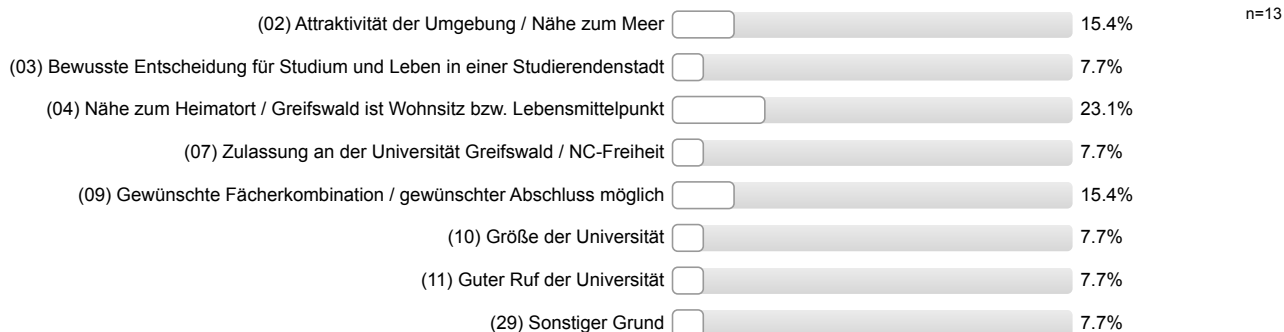 n=13
(02) Attraktivität der Umgebung / Nähe zum Meer 15.4%
(03) Bewusste Entscheidung für Studium und Leben in einer Studierendenstadt 7.7%
(04) Nähe zum Heimatort / Greifswald ist Wohnsitz bzw. Lebensmittelpunkt 23.1%
(07) Zulassung an der Universität Greifswald / NC-Freiheit 7.7%
(09) Gewünschte Fächerkombination / gewünschter Abschluss möglich 15.4%
(10) Größe der Universität 7.7%
(11) Guter Ruf der Universität 7.7%
(29) Sonstiger Grund 7.7%